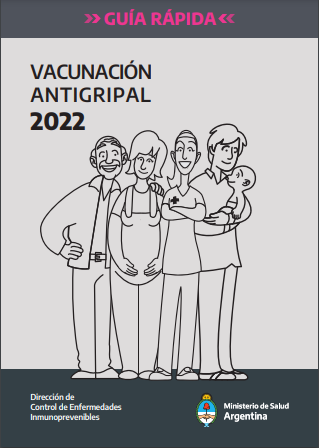 >> GUÍA RÁPIDA <<
VACUNACIÓN
ANTIGRIPAL
2022
Dirección de
Control de Enfermedades
Inmunoprevenibles
Ministerio de Salud
Argentina